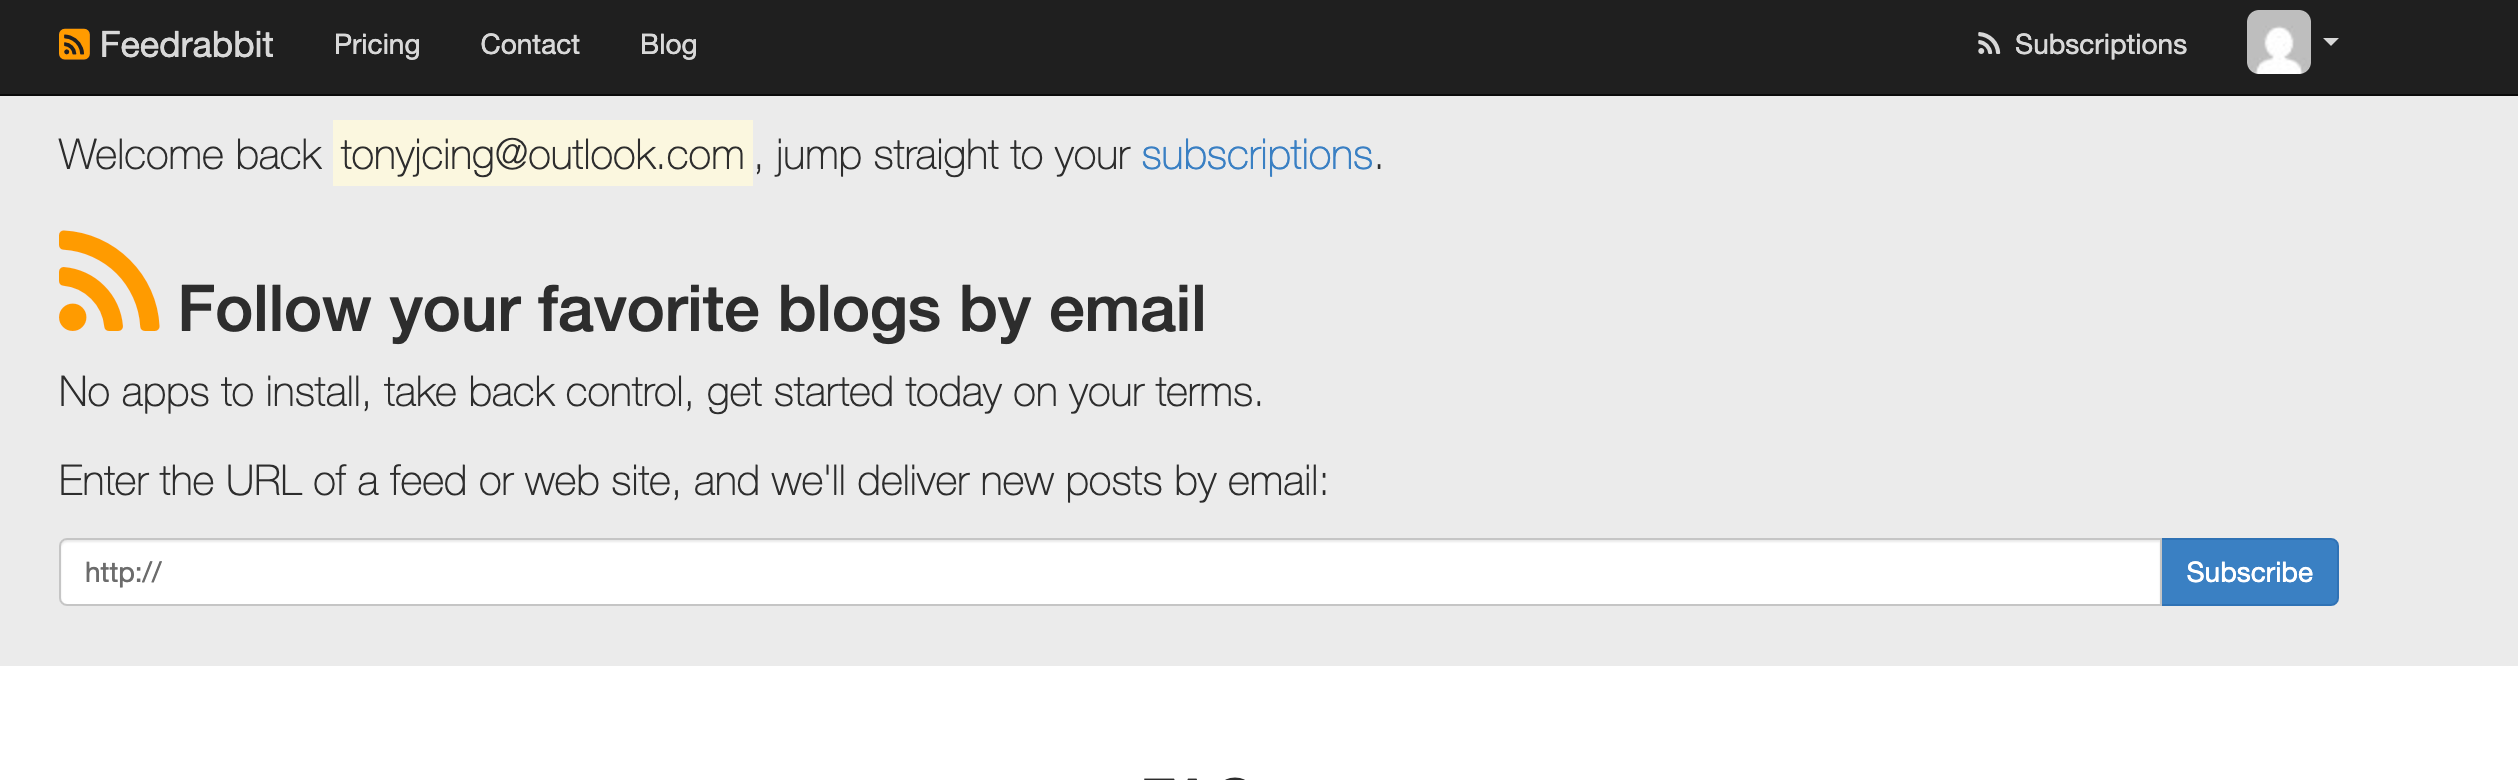 Feedrabbit Pricing Contact Blog Subscriptions
Welcome back tonyjcing@outlook.com, jump straight to your subscriptions.
Follow your favorite blogs by email
No apps to install, take back control, get started today on your terms.
Enter the URL of a feed or web site, and we'll deliver new posts by email:
http:// Subscribe